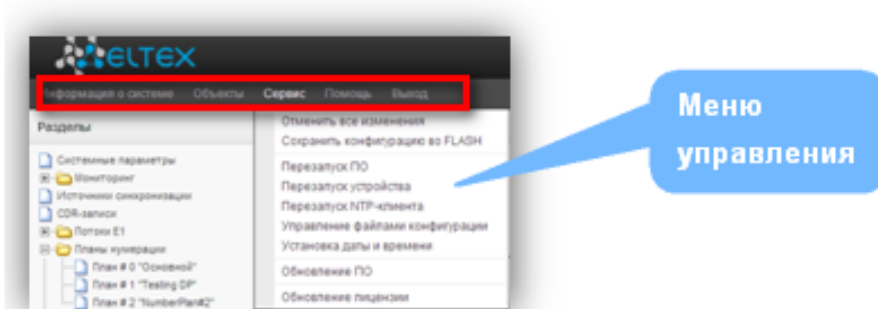 ELTEX
Информация о системе Объекты Сервис Помощь Выход
Разделы
Системные параметры
Мониторинг
Источники синхронизации
CDR-записи
Потоки E1
Планы нумерации
План # 0 "Основной"
План # 1 "Testing DP"
План # 2 "NumberPlan#2"
Отменить все изменения
Сохранить конфигурацию во FLASH
Перезапуск ПО
Перезапуск устройства
Перезапуск NTP-клиента
Управление файлами конфигурации
Установка даты и времени
Обновление ПО
Обновление лицензии
Меню
управления